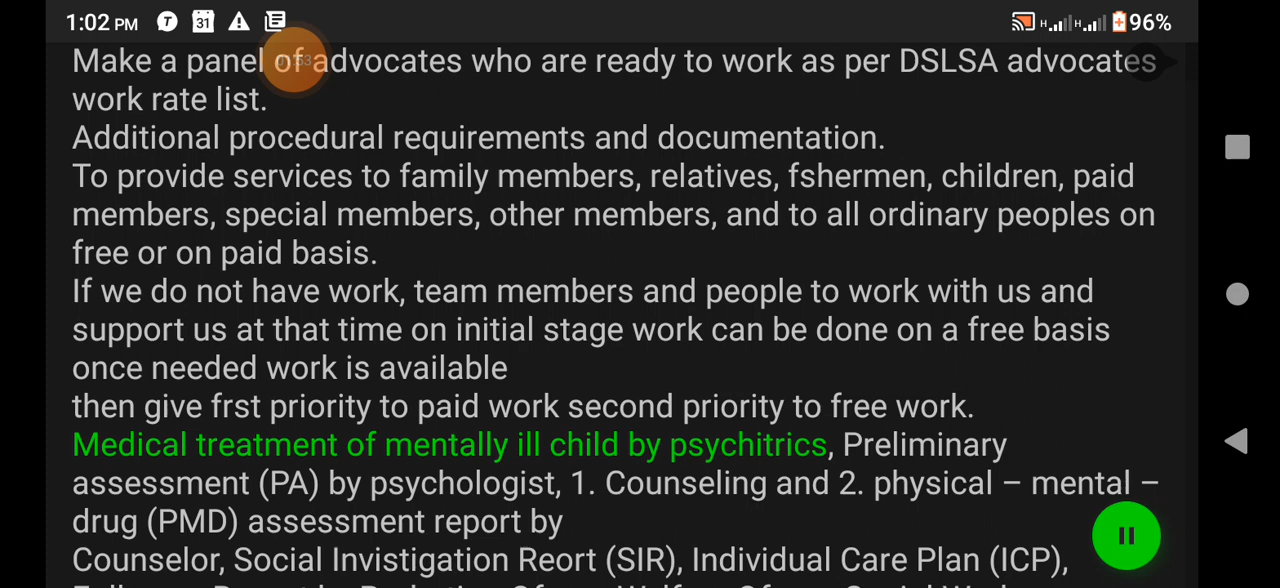 1:02 PM 31 H H 96%
Make a panel of advocates who are ready to work as per DSLSA advocates
work rate list.
Additional procedural requirements and documentation.
To provide services to family members, relatives, fshermen, children, paid
members, special members, other members, and to all ordinary peoples on
free or on paid basis.
If we do not have work, team members and people to work with us and
support us at that time on initial stage work can be done on a free basis
once needed work is available
then give frst priority to paid work second priority to free work.
Medical treatment of mentally ill child by psychitrics, Preliminary
assessment (PA) by psychologist, 1. Counseling and 2. physical – mental –
drug (PMD) assessment report by
Counselor, Social Invistigation Reort (SIR), Individual Care Plan (ICP),